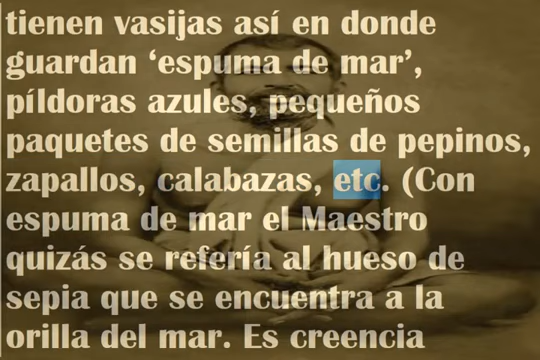 tienen vasijas así en donde
guardan ‘espuma de mar’,
píldoras azules, pequeños
paquetes de semillas de pepinos,
zapallos, calabazas, etc. (Con
espuma de mar el Maestro
quizás se refería al hueso de
sepia que se encuentra a la
orilla del mar. Es creencia